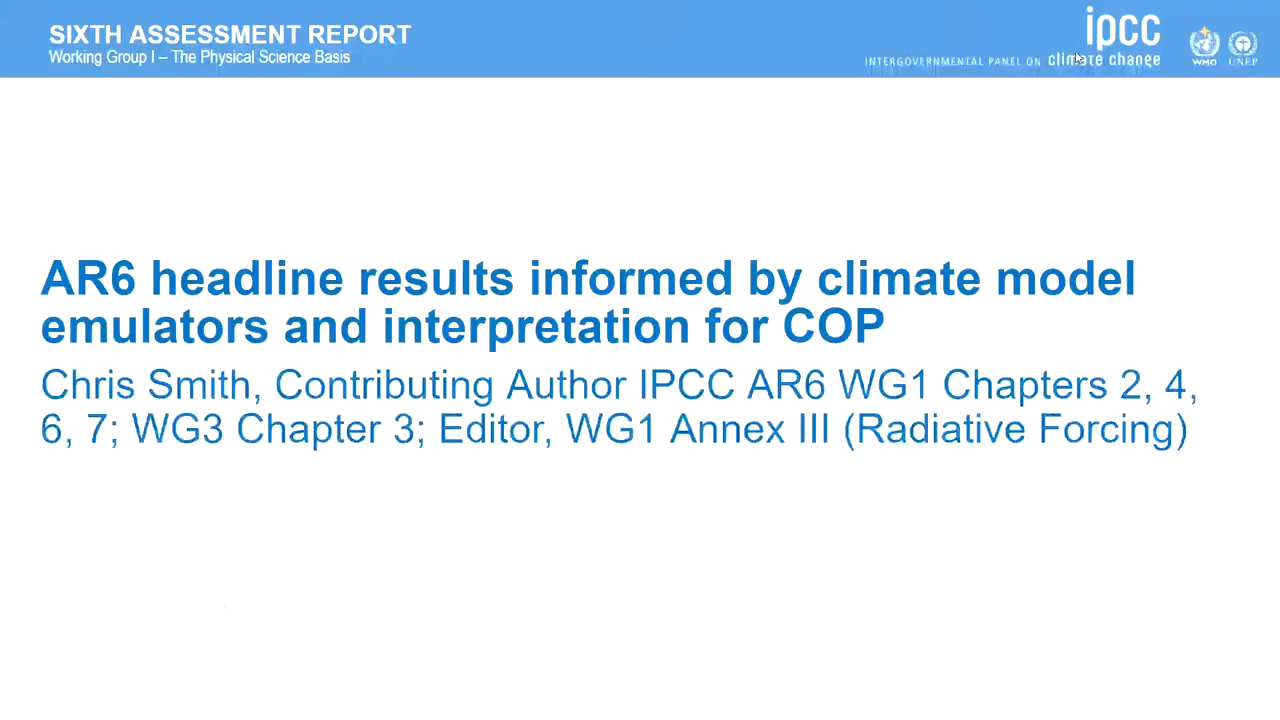 SIXTH ASSESSMENT REPORT
Working Group I – The Physical Science Basis
ipcc
INTERGOVERNMENTAL PANEL ON climate change
WMO UNEP
AR6 headline results informed by climate model
emulators and interpretation for COP
Chris Smith, Contributing Author IPCC AR6 WG1 Chapters 2, 4,
6, 7; WG3 Chapter 3; Editor, WG1 Annex III (Radiative Forcing)